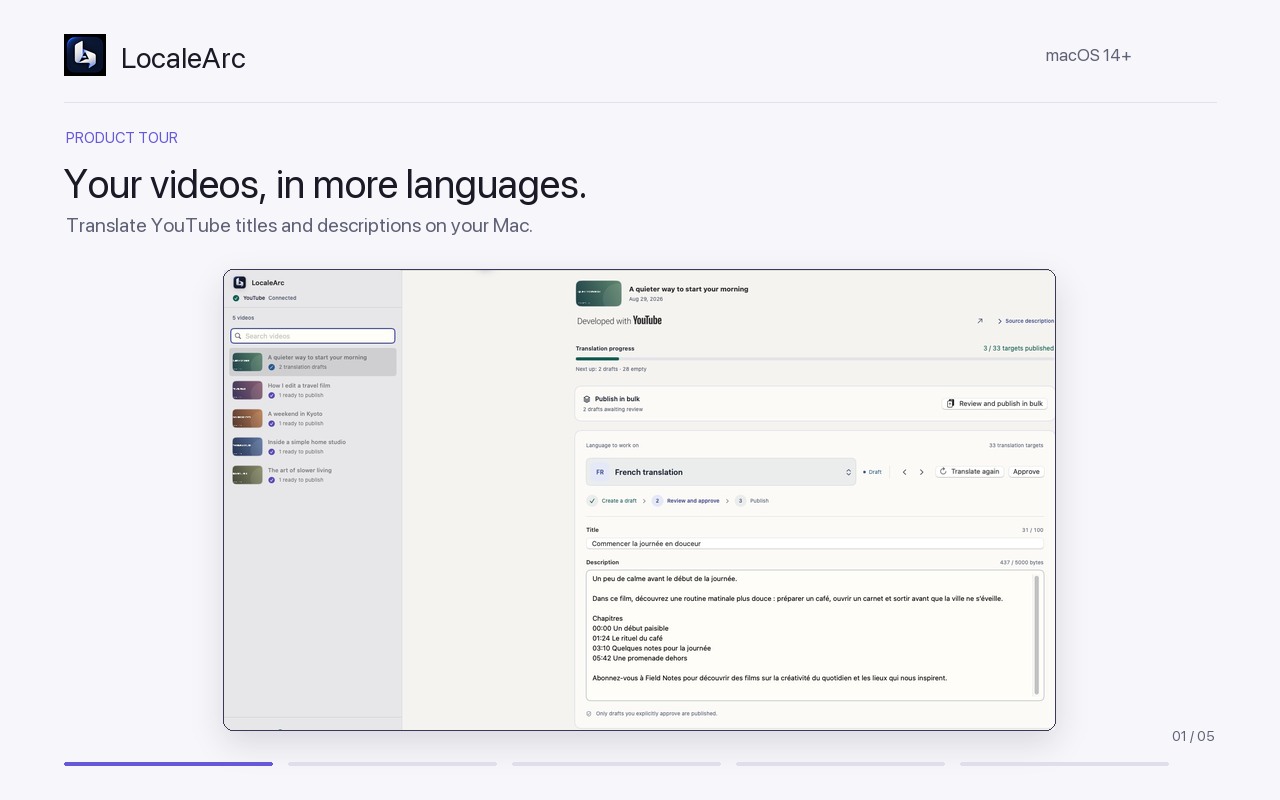 LocaleArc
macOS 14+
PRODUCT TOUR
Your videos, in more languages.
Translate YouTube titles and descriptions on your Mac.
LocaleArc
YouTube Connected
5 videos
Search videos
A quieter way to start your morning
2 translation drafts
How I edit a travel film
1 ready to publish
A weekend in Kyoto
1 ready to publish
Inside a simple home studio
1 ready to publish
The art of slower living
1 ready to publish
A quieter way to start your morning
Aug 29, 2026
Developed with YouTube
Source description
Translation progress
3 / 33 targets published
Next up: 2 drafts · 28 empty
Publish in bulk
2 drafts awaiting review
Review and publish in bulk
Language to work on
33 translation targets
FR French translation
Draft
Translate again
Approve
Create a draft
2 Review and approve
3 Publish
Title
31 / 100
Commencer la journée en douceur
Description
437 / 5000 bytes
Un peu de calme avant le début de la journée.
Dans ce film, découvrez une routine matinale plus douce : préparer un café, ouvrir un carnet et sortir avant que la ville ne s'éveille.
Chapitres
00:00 Un début paisible
01:24 Le rituel du café
03:10 Quelques notes pour la journée
05:42 Une promenade dehors
Abonnez-vous à Field Notes pour découvrir des films sur la créativité du quotidien et les lieux qui nous inspirent.
Only drafts you explicitly approve are published.
01 / 05